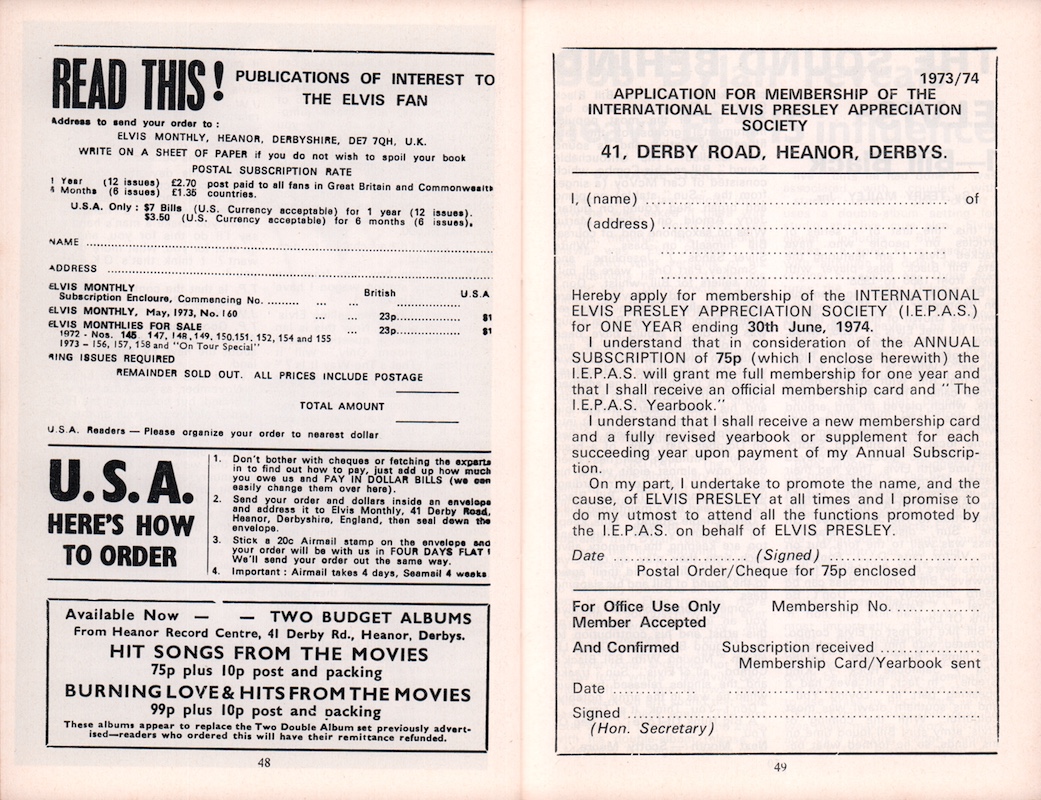 READ THIS!
PUBLICATIONS OF INTEREST TO
THE ELVIS FAN
Address to send your order to :
ELVIS MONTHLY, HEANOR, DERBYSHIRE, DE7 7QH, U.K.
WRITE ON A SHEET OF PAPER if you do not wish to spoil your book
POSTAL SUBSCRIPTION RATE
1 Year (12 issues) £2.70 post paid to all fans in Great Britain and Commonwealth
Months (6 issues) £1.35 countries.
U.S.A. Only : $7 Bills (U.S. Currency acceptable) for 1 year (12 issues).
$3.50 (U.S. Currency acceptable) for 6 months (6 issues).
NAME ..........
ADDRESS ..........
ELVIS MONTHLY
British U.S.A
Subscription Encloure, Commencing No. .......... ... ... ..........
ELVIS MONTHLY, May, 1973, No. 160 ... ... 23p.......... $1
ELVIS MONTHLIES FOR SALE ... 23p.......... $1
1972 - Nos. 145 147, 148, 149, 150,151, 152, 154 and 155
1973 – 156, 157, 158 and "On Tour Special"
RING ISSUES REQUIRED
REMAINDER SOLD OUT. ALL PRICES INCLUDE POSTAGE
TOTAL AMOUNT
U.S.A. Readers — Please organize your order to nearest dollar
U.S.A.
HERE'S HOW
TO ORDER
1. Don't bother with cheques or fetching the experts
in to find out how to pay, just add up how much
you owe us and PAY IN DOLLAR BILLS (we can
easily change them over here).
2. Send your order and dollars inside an envelope
and address it to Elvis Monthly, 41 Derby Road,
Heanor, Derbyshire, England, then seal down the
envelope.
3. Stick a 20c Airmail stamp on the envelope and
your order will be with us in FOUR DAYS FLAT !
We'll send your order out the same way.
4. Important : Airmail takes 4 days, Seamail 4 weeks
Available Now — — TWO BUDGET ALBUMS
From Heanor Record Centre, 41 Derby Rd., Heanor, Derbys.
HIT SONGS FROM THE MOVIES
75p plus 10p post and packing
BURNING LOVE & HITS FROM THE MOVIES
99p plus 10p post and packing
These albums appear to replace the Two Double Album set previously advert-
ised—readers who ordered this will have their remittance refunded.
48
1973/74
APPLICATION FOR MEMBERSHIP OF THE
INTERNATIONAL ELVIS PRESLEY APPRECIATION
SOCIETY
41, DERBY ROAD, HEANOR, DERBYS.
I, (name) .......... of
(address) ..........
..........
..........
Hereby apply for membership of the INTERNATIONAL
ELVIS PRESLEY APPRECIATION SOCIETY (I.E.P.A.S.)
for ONE YEAR ending 30th June, 1974.
I understand that in consideration of the ANNUAL
SUBSCRIPTION of 75p (which I enclose herewith) the
I.E.P.A.S. will grant me full membership for one year and
that I shall receive an official membership card and " The
I.E.P.A.S. Yearbook."
I understand that I shall receive a new membership card
and a fully revised yearbook or supplement for each
succeeding year upon payment of my Annual Subscrip-
tion.
On my part, I undertake to promote the name, and the
cause, of ELVIS PRESLEY at all times and I promise to
do my utmost to attend all the functions promoted by
the I.E.P.A.S. on behalf of ELVIS PRESLEY.
Date .......... (Signed) ..........
Postal Order/Cheque for 75p enclosed
For Office Use Only Membership No. ..........
Member Accepted
And Confirmed Subscription received ..........
Membership Card/Yearbook sent
Date .......... ..........
Signed ..........
(Hon. Secretary)
49